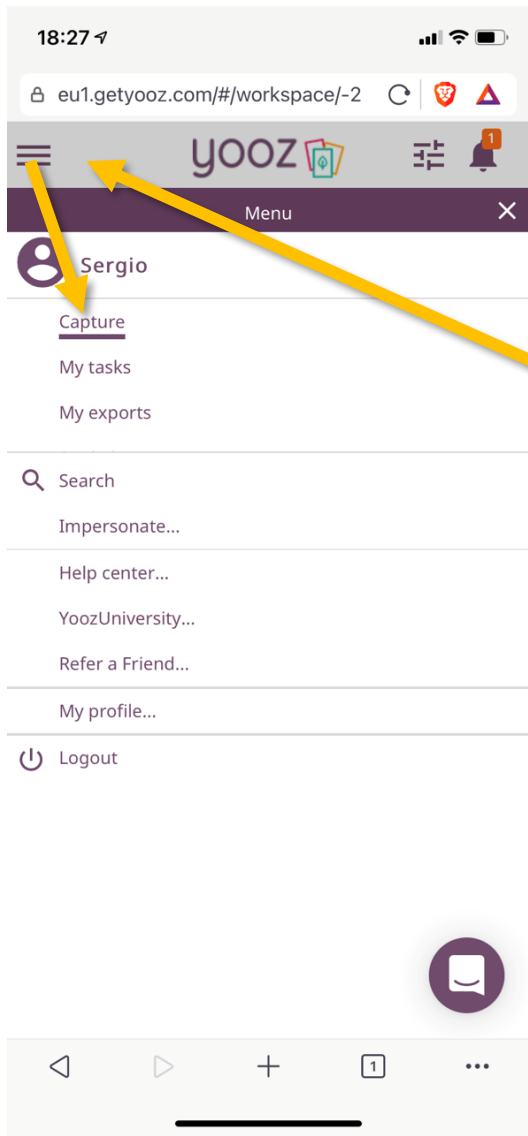 18:27
eu1.getyooz.com/#/workspace/-2
yooz
1
Menu
Sergio
Capture
My tasks
My exports
Search
Impersonate...
Help center...
YoozUniversity...
Refer a Friend...
My profile...
Logout
1